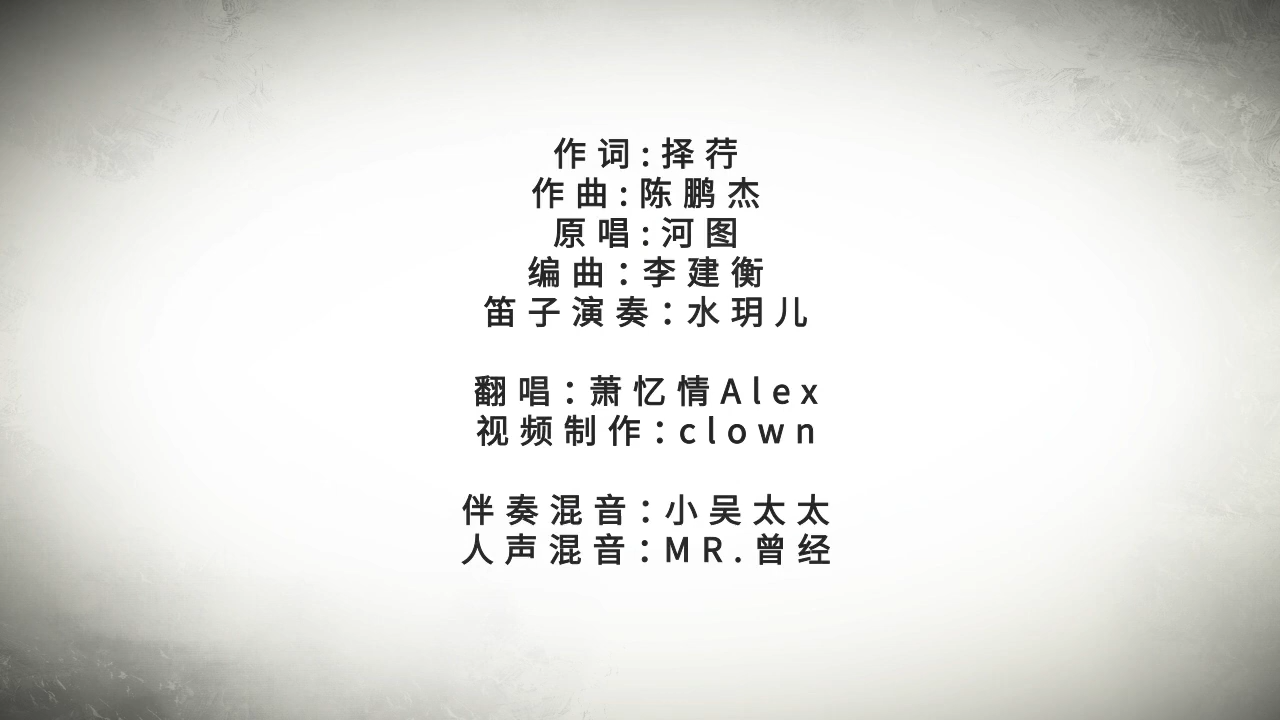 作词:择荇
作曲:陈鹏杰
原唱:河图
编曲：李建衡
笛子演奏：水玥儿
翻唱：萧忆情Alex
视频制作：clown
伴奏混音：小吴太太
人声混音：MR.曾经